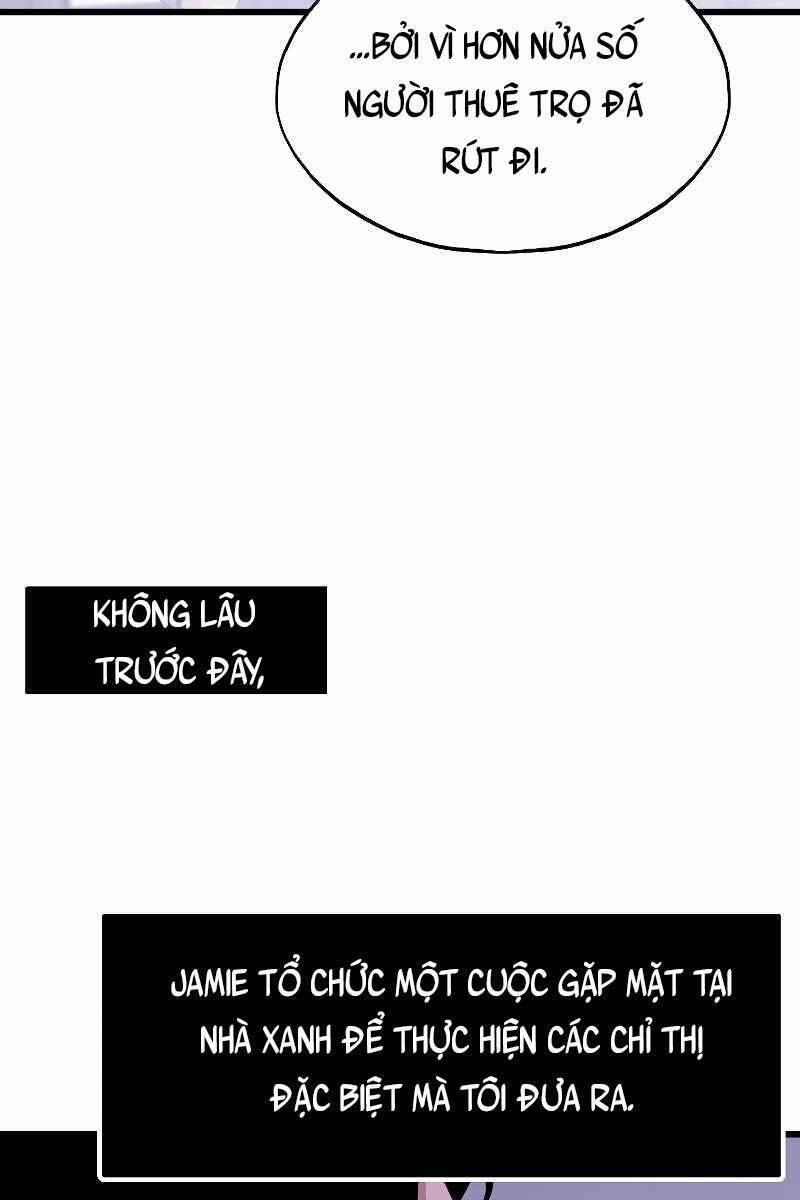 ...BỞI VÌ HƠN NỬA SỐ
NGƯỜI THUÊ TRỌ ĐÃ
RÚT ĐI.
KHÔNG LÂU
TRƯỚC ĐÂY,
JAMIE TỔ CHỨC MỘT CUỘC GẶP MẶT TẠI
NHÀ XANH ĐỂ THỰC HIỆN CÁC CHỈ THỊ
ĐẶC BIỆT MÀ TÔI ĐƯA RA.